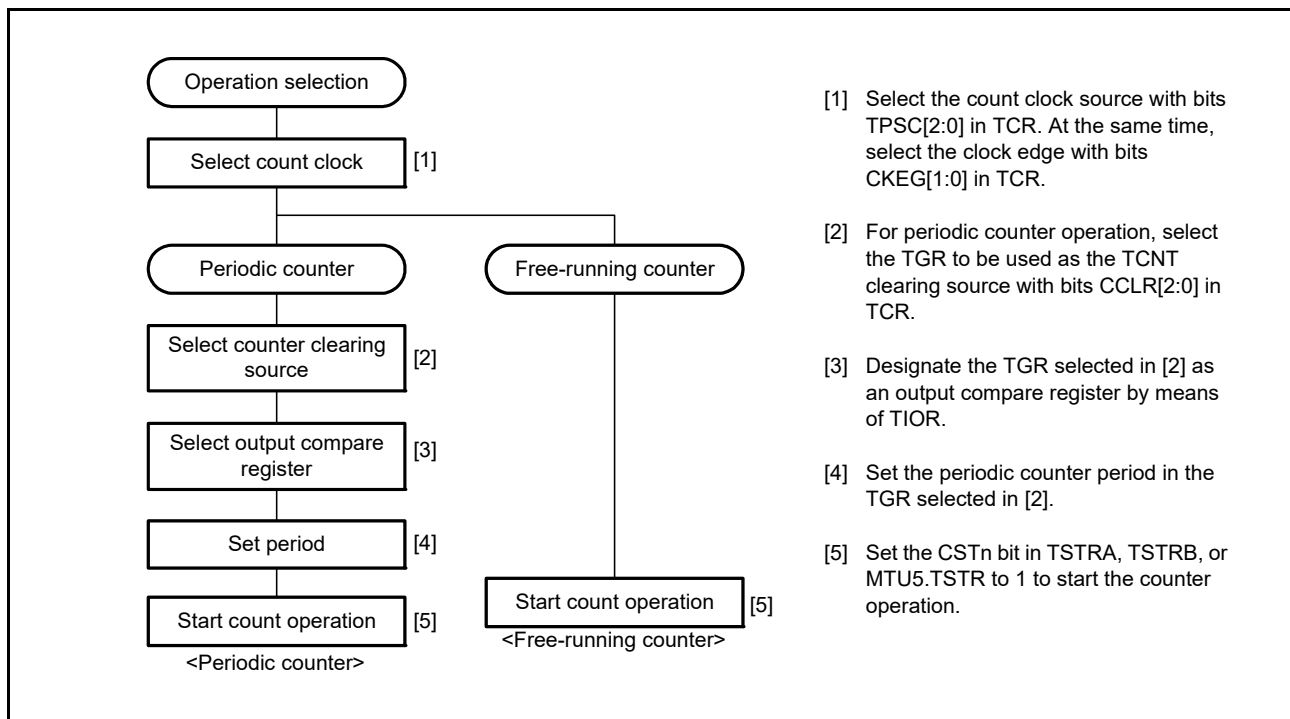 Operation selection
Select count clock
[1]
Periodic counter
Free-running counter
Select counter clearing
source
[2]
Select output compare
register
[3]
Set period
[4]
Start count operation
[5]
<Periodic counter>
Start count operation
[5]
<Free-running counter>
[1] Select the count clock source with bits
TPSC[2:0] in TCR. At the same time,
select the clock edge with bits
CKEG[1:0] in TCR.
[2] For periodic counter operation, select
the TGR to be used as the TCNT
clearing source with bits CCLR[2:0] in
TCR.
[3] Designate the TGR selected in [2] as
an output compare register by means
of TIOR.
[4] Set the periodic counter period in the
TGR selected in [2].
[5] Set the CSTn bit in TSTRA, TSTRB, or
MTU5.TSTR to 1 to start the counter
operation.